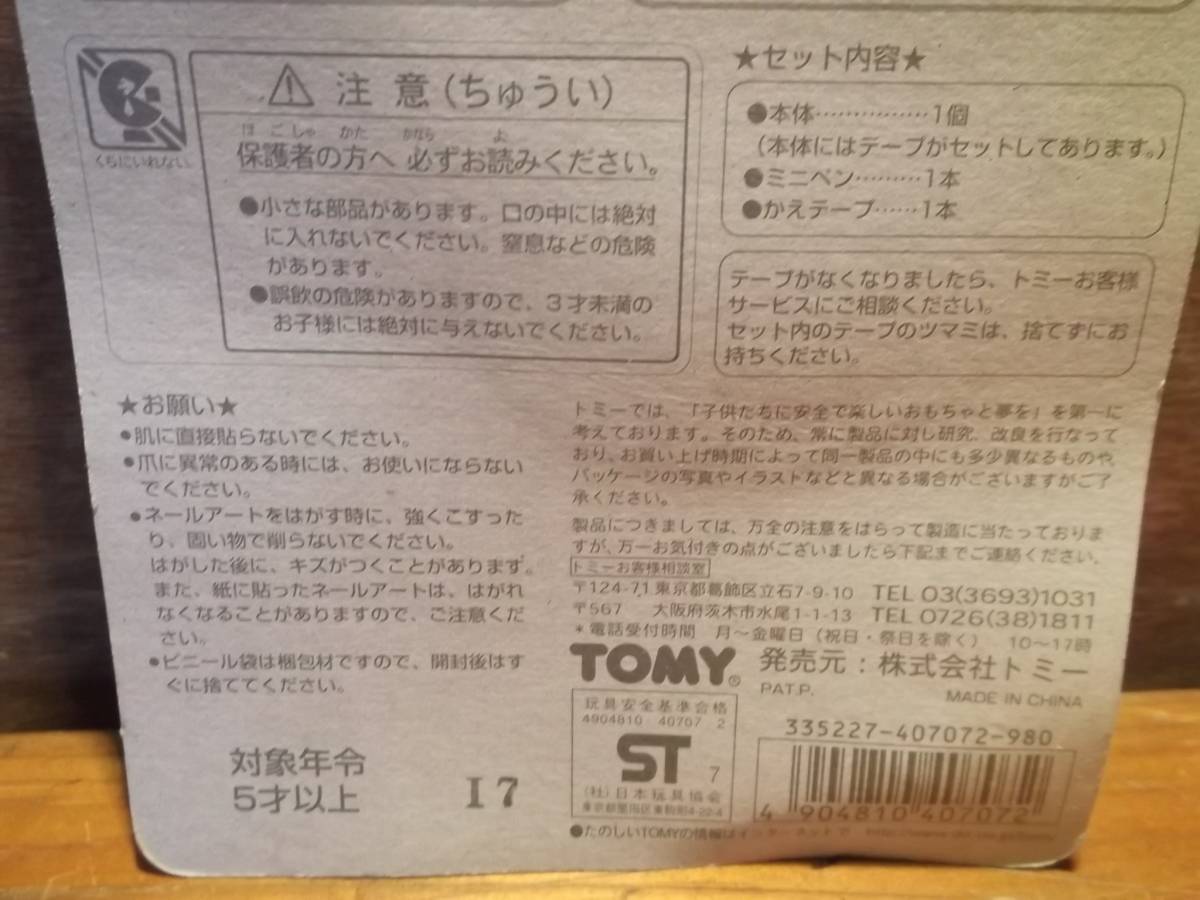 くちにいれない
注意(ちゅうい)
ほごしゃ かた かなら よ
保護者の方へ 必ずお読みください。
●小さな部品があります。口の中には絶対
に入れないでください。窒息などの危険
があります。
●誤飲の危険がありますので、3才未満の
お子様には絶対に与えないでください。
★セット内容★
●本体……………1個
(本体にはテープがセットしてあります。)
●ミニペン………1本
●かえテープ……1本
テープがなくなりましたら、トミーお客様
サービスにご相談ください。
セット内のテープのツマミは、捨てずにお
持ちください。
★お願い★
●肌に直接貼らないでください。
●爪に異常のある時には、お使いにならない
でください。
●ネールアートをはがす時に、強くこすった
り、固い物で削らないでください。
はがした後に、キズがつくことがあります。
また、紙に貼ったネールアートは、はがれ
なくなることがありますので、ご注意くだ
さい。
●ビニール袋は梱包材ですので、開封後はす
ぐに捨ててください。
対象年令
5才以上
I7
トミーでは、「子供たちに安全で楽しいおもちゃと夢を」を第一に
考えております。そのため、常に製品に対し研究、改良を行なって
おり、お買い上げ時期によって同一製品の中にも多少異なるものや、
パッケージの写真やイラストなどと異なる場合がございますがご了
承ください。
製品につきましては、万全の注意をはらって製造に当たっておりま
すが、万一お気付きの点がございましたら下記までご連絡ください。
トミーお客様相談室
〒124-71 東京都葛飾区立石7-9-10 TEL 03(3693)1031
〒567 大阪府茨木市水尾1-1-13 TEL 0726(38)1811
*電話受付時間 月〜金曜日(祝日・祭日を除く) 10〜17時
TOMY® 発売元:株式会社トミー
PAT.P. MADE IN CHINA
玩具安全基準合格
4904810 40707 2
ST 7
(社)日本玩具協会
東京都墨田区東駒形4-22-4
335227-407072-980
4 904810 407072
●たのしいTOMYの情報はインターネットで